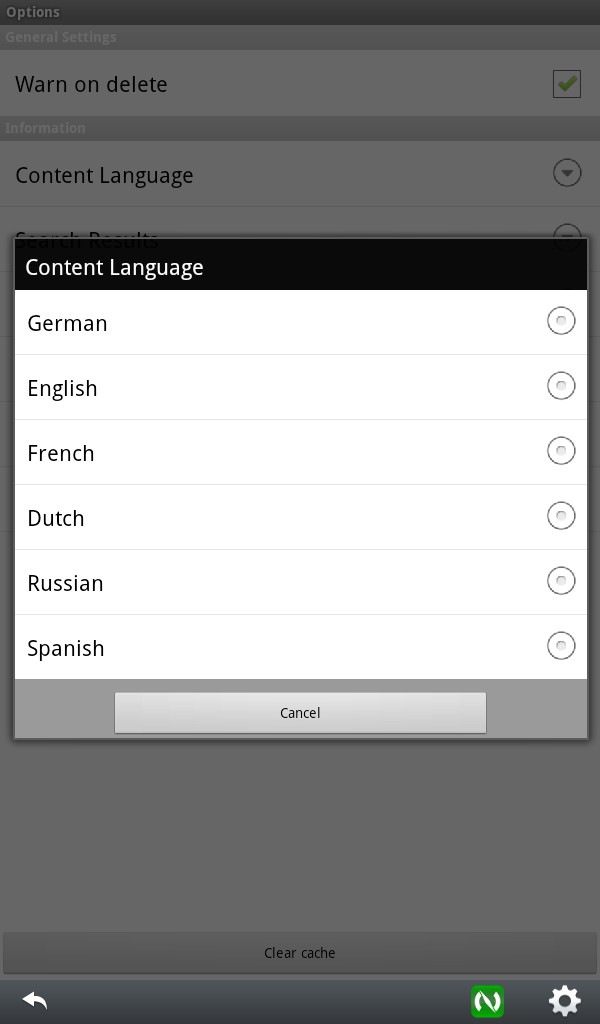 Options
General Settings
Warn on delete
Information
Content Language
Search Results
Content Language
German
English
French
Dutch
Russian
Spanish
Cancel
Clear cache